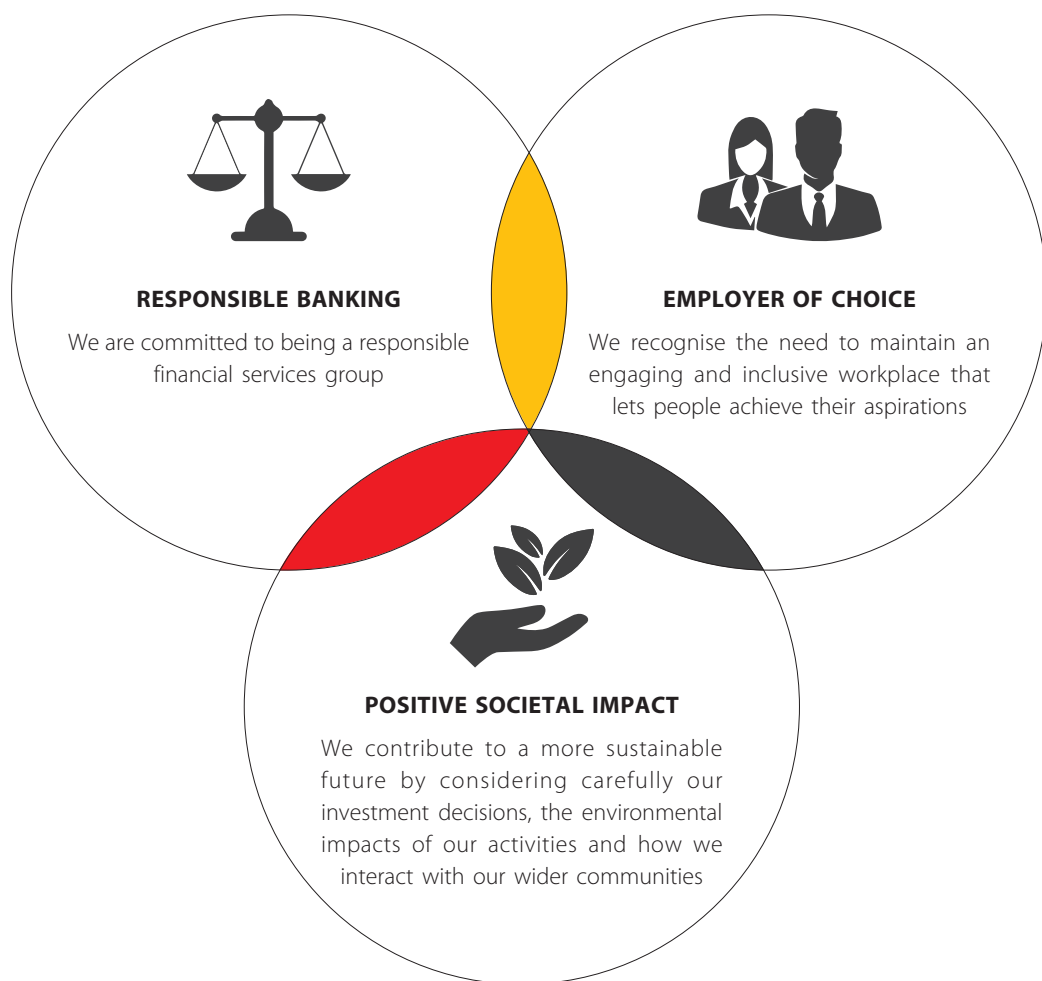 RESPONSIBLE BANKING
We are committed to being a responsible
financial services group
EMPLOYER OF CHOICE
We recognise the need to maintain an
engaging and inclusive workplace that
lets people achieve their aspirations
POSITIVE SOCIETAL IMPACT
We contribute to a more sustainable
future by considering carefully our
investment decisions, the environmental
impacts of our activities and how we
interact with our wider communities